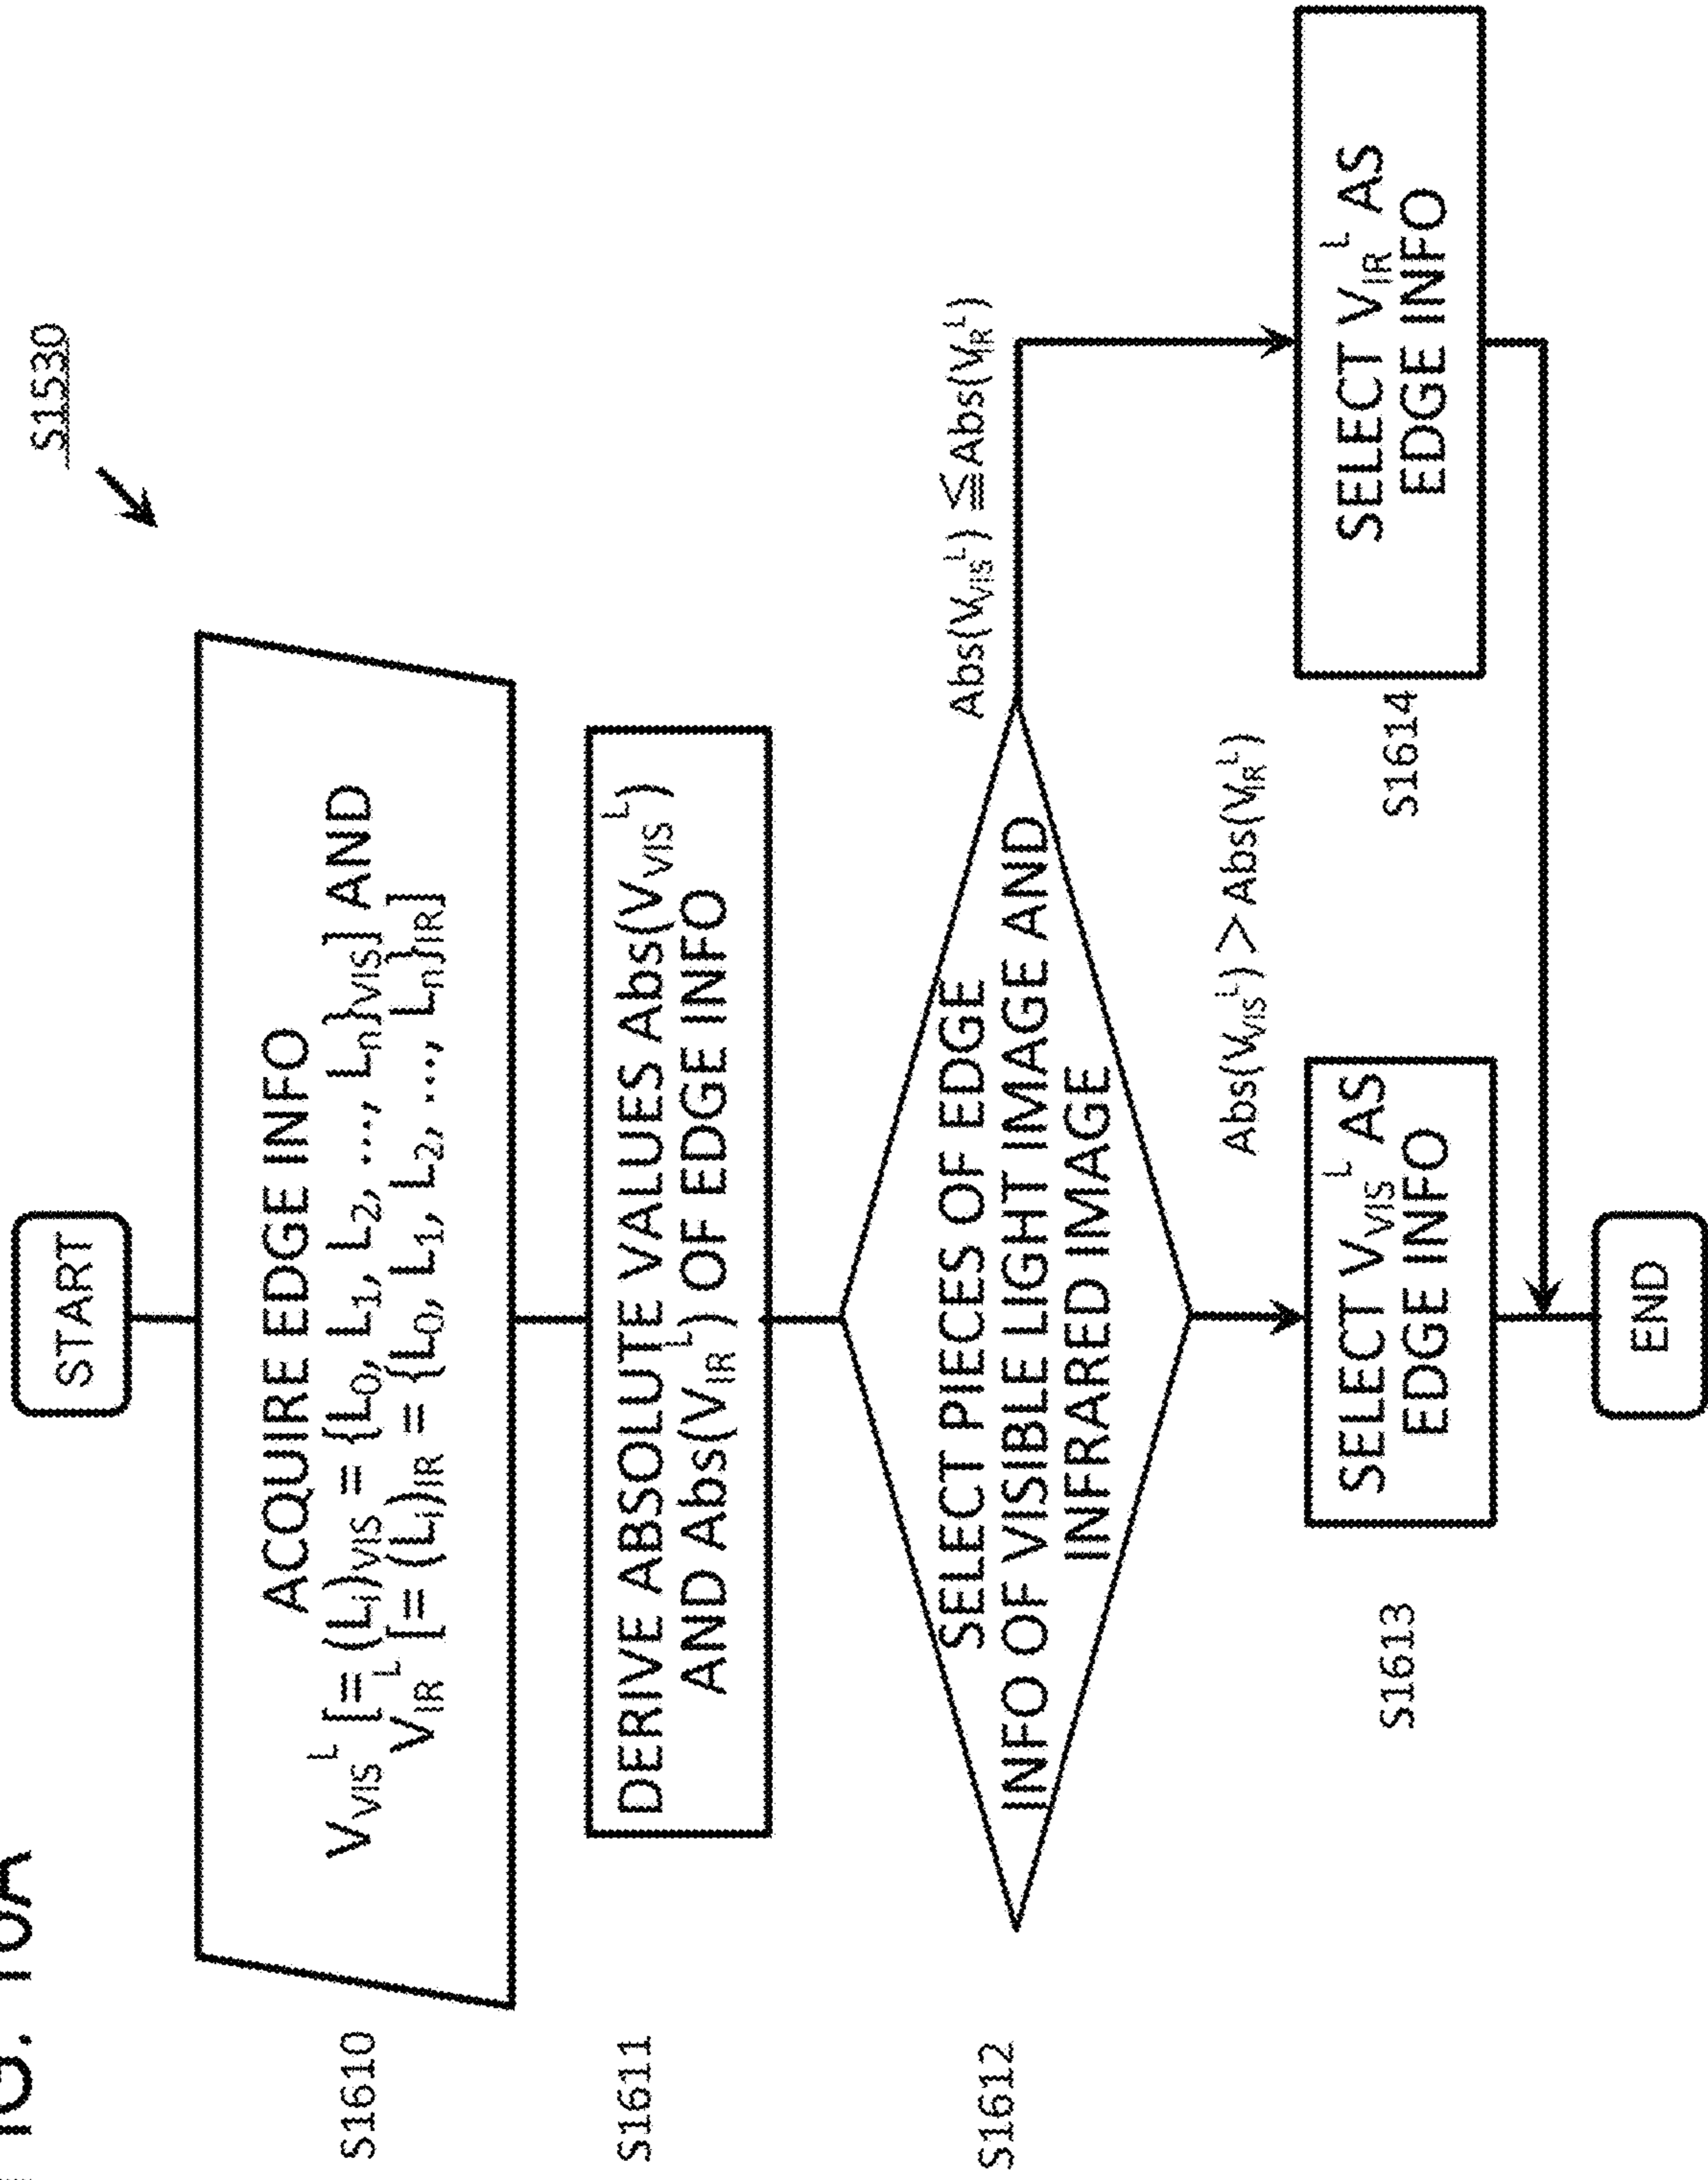 FIG. 16A
S1530
START
S1610
ACQUIRE EDGE INFO
V_VIS^L [= (L_i)_VIS = {L_0, L_1, L_2, ..., L_n}_VIS] AND
V_IR^L [= (L_i)_IR = {L_0, L_1, L_2, ..., L_n}_IR]
S1611
DERIVE ABSOLUTE VALUES Abs(V_VIS^L)
AND Abs(V_IR^L) OF EDGE INFO
S1612
SELECT PIECES OF EDGE
INFO OF VISIBLE LIGHT IMAGE AND
INFRARED IMAGE
Abs(V_VIS^L) ≦ Abs(V_IR^L)
Abs(V_VIS^L) > Abs(V_IR^L)
S1613
SELECT V_VIS^L AS
EDGE INFO
S1614
SELECT V_IR^L AS
EDGE INFO
END